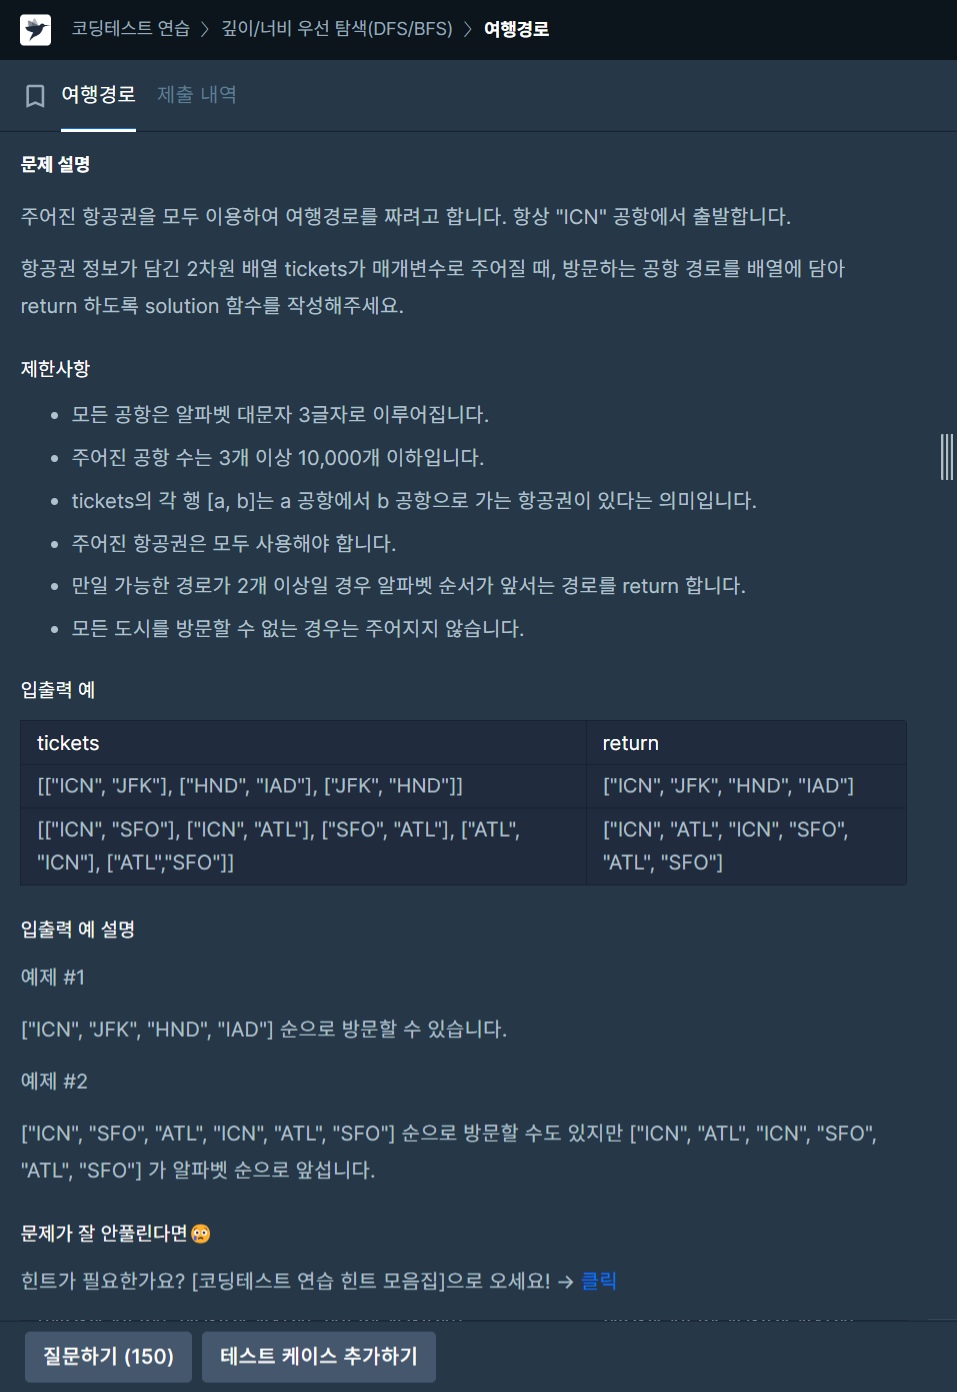 코딩테스트 연습 > 깊이/너비 우선 탐색(DFS/BFS) > 여행경로
여행경로 제출 내역
문제 설명
주어진 항공권을 모두 이용하여 여행경로를 짜려고 합니다. 항상 "ICN" 공항에서 출발합니다.
항공권 정보가 담긴 2차원 배열 tickets가 매개변수로 주어질 때, 방문하는 공항 경로를 배열에 담아
return 하도록 solution 함수를 작성해주세요.
제한사항
• 모든 공항은 알파벳 대문자 3글자로 이루어집니다.
• 주어진 공항 수는 3개 이상 10,000개 이하입니다.
• tickets의 각 행 [a, b]는 a 공항에서 b 공항으로 가는 항공권이 있다는 의미입니다.
• 주어진 항공권은 모두 사용해야 합니다.
• 만일 가능한 경로가 2개 이상일 경우 알파벳 순서가 앞서는 경로를 return 합니다.
• 모든 도시를 방문할 수 없는 경우는 주어지지 않습니다.
입출력 예
tickets return
[["ICN", "JFK"], ["HND", "IAD"], ["JFK", "HND"]] ["ICN", "JFK", "HND", "IAD"]
[["ICN", "SFO"], ["ICN", "ATL"], ["SFO", "ATL"], ["ATL", ["ICN", "ATL", "ICN", "SFO",
"ICN"], ["ATL","SFO"]] "ATL", "SFO"]
입출력 예 설명
예제 #1
["ICN", "JFK", "HND", "IAD"] 순으로 방문할 수 있습니다.
예제 #2
["ICN", "SFO", "ATL", "ICN", "ATL", "SFO"] 순으로 방문할 수도 있지만 ["ICN", "ATL", "ICN", "SFO",
"ATL", "SFO"] 가 알파벳 순으로 앞섭니다.
문제가 잘 안풀린다면😢
힌트가 필요한가요? [코딩테스트 연습 힌트 모음집]으로 오세요! → 클릭
질문하기 (150) 테스트 케이스 추가하기